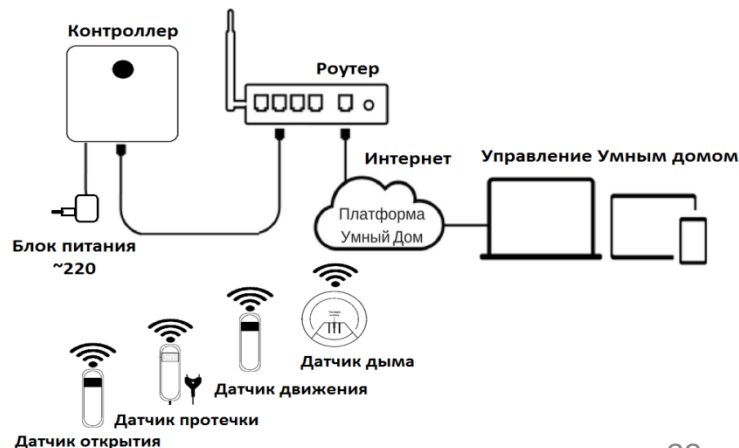 Контроллер
Роутер
Интернет
Управление Умным домом
Платформа
Умный Дом
Блок питания
~220
Датчик дыма
Датчик движения
Датчик протечки
Датчик открытия